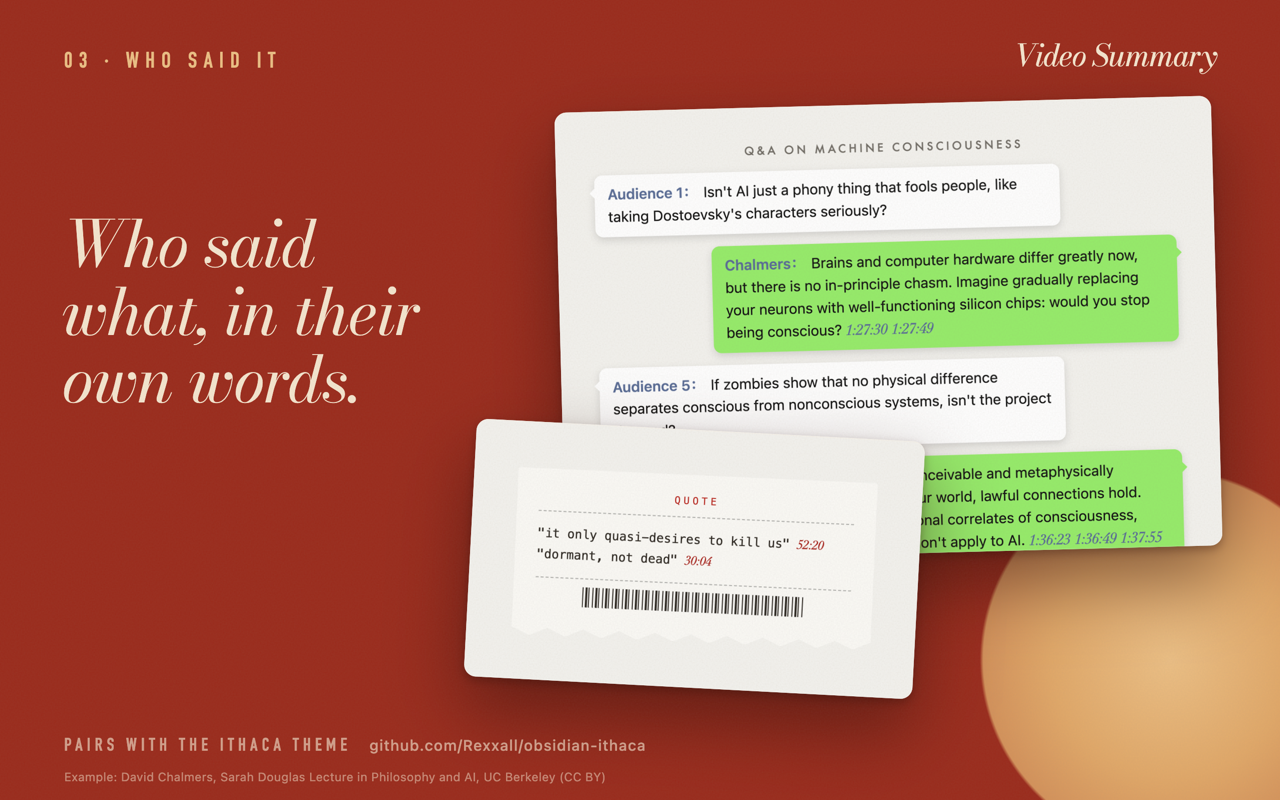 03 · WHO SAID IT
Video Summary
Who said
what, in their
own words.
Q&A ON MACHINE CONSCIOUSNESS
Audience 1: Isn't AI just a phony thing that fools people, like
taking Dostoevsky's characters seriously?
Chalmers: Brains and computer hardware differ greatly now,
but there is no in-principle chasm. Imagine gradually replacing
your neurons with well-functioning silicon chips: would you stop
being conscious? 1:27:30 1:27:49
Audience 5: If zombies show that no physical difference
separates conscious from nonconscious systems, isn't the project
nceivable and metaphysically
ur world, lawful connections hold.
onal correlates of consciousness,
on't apply to AI. 1:36:23 1:36:49 1:37:55
QUOTE
"it only quasi-desires to kill us" 52:20
"dormant, not dead" 30:04
PAIRS WITH THE ITHACA THEME github.com/Rexxall/obsidian-ithaca
Example: David Chalmers, Sarah Douglas Lecture in Philosophy and AI, UC Berkeley (CC BY)